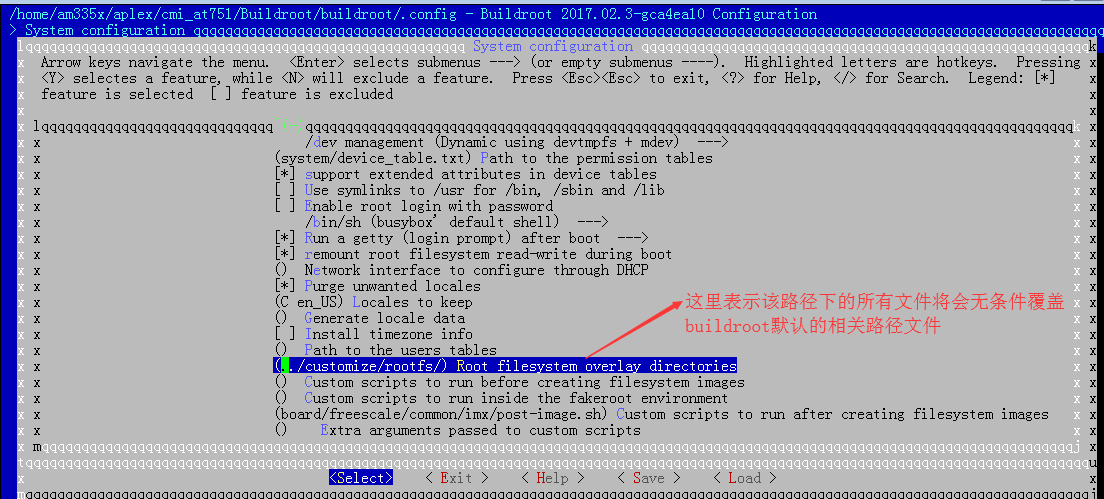 /home/am335x/aplex/cmi_at751/Buildroot/buildroot/.config - Buildroot 2017.02.3-gca4ea10 Configuration
> System configuration
System configuration
Arrow keys navigate the menu.  <Enter> selects submenus ---> (or empty submenus ----).  Highlighted letters are hotkeys.  Pressing
<Y> selectes a feature, while <N> will exclude a feature.  Press <Esc><Esc> to exit, <?> for Help, </> for Search.  Legend: [*]
feature is selected  [ ] feature is excluded
/dev management (Dynamic using devtmpfs + mdev)  --->
(system/device_table.txt) Path to the permission tables
[*] support extended attributes in device tables
[ ] Use symlinks to /usr for /bin, /sbin and /lib
[ ] Enable root login with password
/bin/sh (busybox' default shell)  --->
[*] Run a getty (login prompt) after boot  --->
[*] remount root filesystem read-write during boot
()  Network interface to configure through DHCP
[*] Purge unwanted locales
(C en_US) Locales to keep
()  Generate locale data
[ ] Install timezone info
()  Path to the users tables
(../customize/rootfs/) Root filesystem overlay directories
()  Custom scripts to run before creating filesystem images
()  Custom scripts to run inside the fakeroot environment
(board/freescale/common/imx/post-image.sh) Custom scripts to run after creating filesystem images
()    Extra arguments passed to custom scripts
这里表示该路径下的所有文件将会无条件覆盖
buildroot默认的相关路径文件
<Select>    < Exit >    < Help >    < Save >    < Load >